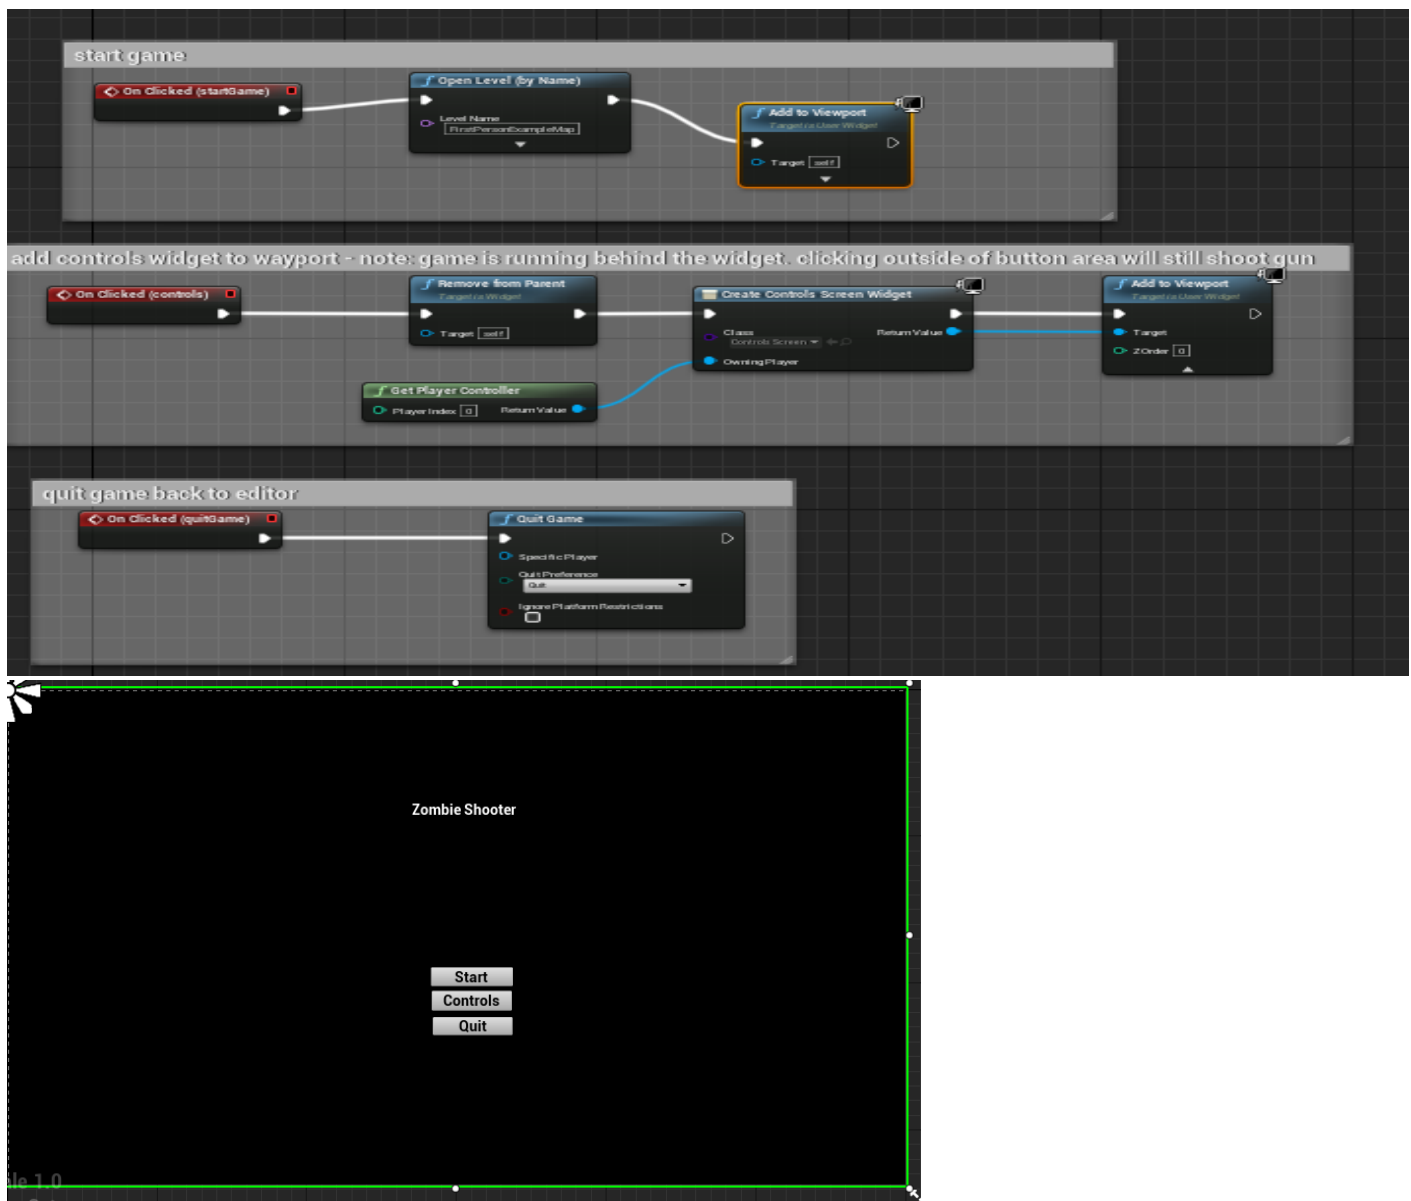 start game
On Clicked (startGame)
Open Level (by Name)
Level Name
FirstPersonExampleMap
Add to Viewport
Target is User Widget
Target self
add controls widget to wayport - note: game is running behind the widget. clicking outside of button area will still shoot gun
On Clicked (controls)
Remove from Parent
Target is Widget
Target self
Create Controls Screen Widget
Class
Controls Screen
Return Value
Owning Player
Add to Viewport
Target is User Widget
Target
ZOrder 0
Get Player Controller
Player Index 0 Return Value
quit game back to editor
On Clicked (quitGame)
Quit Game
Specific Player
Quit Preference
Quit
Ignore Platform Restrictions
Zombie Shooter
Start
Controls
Quit
le 1.0